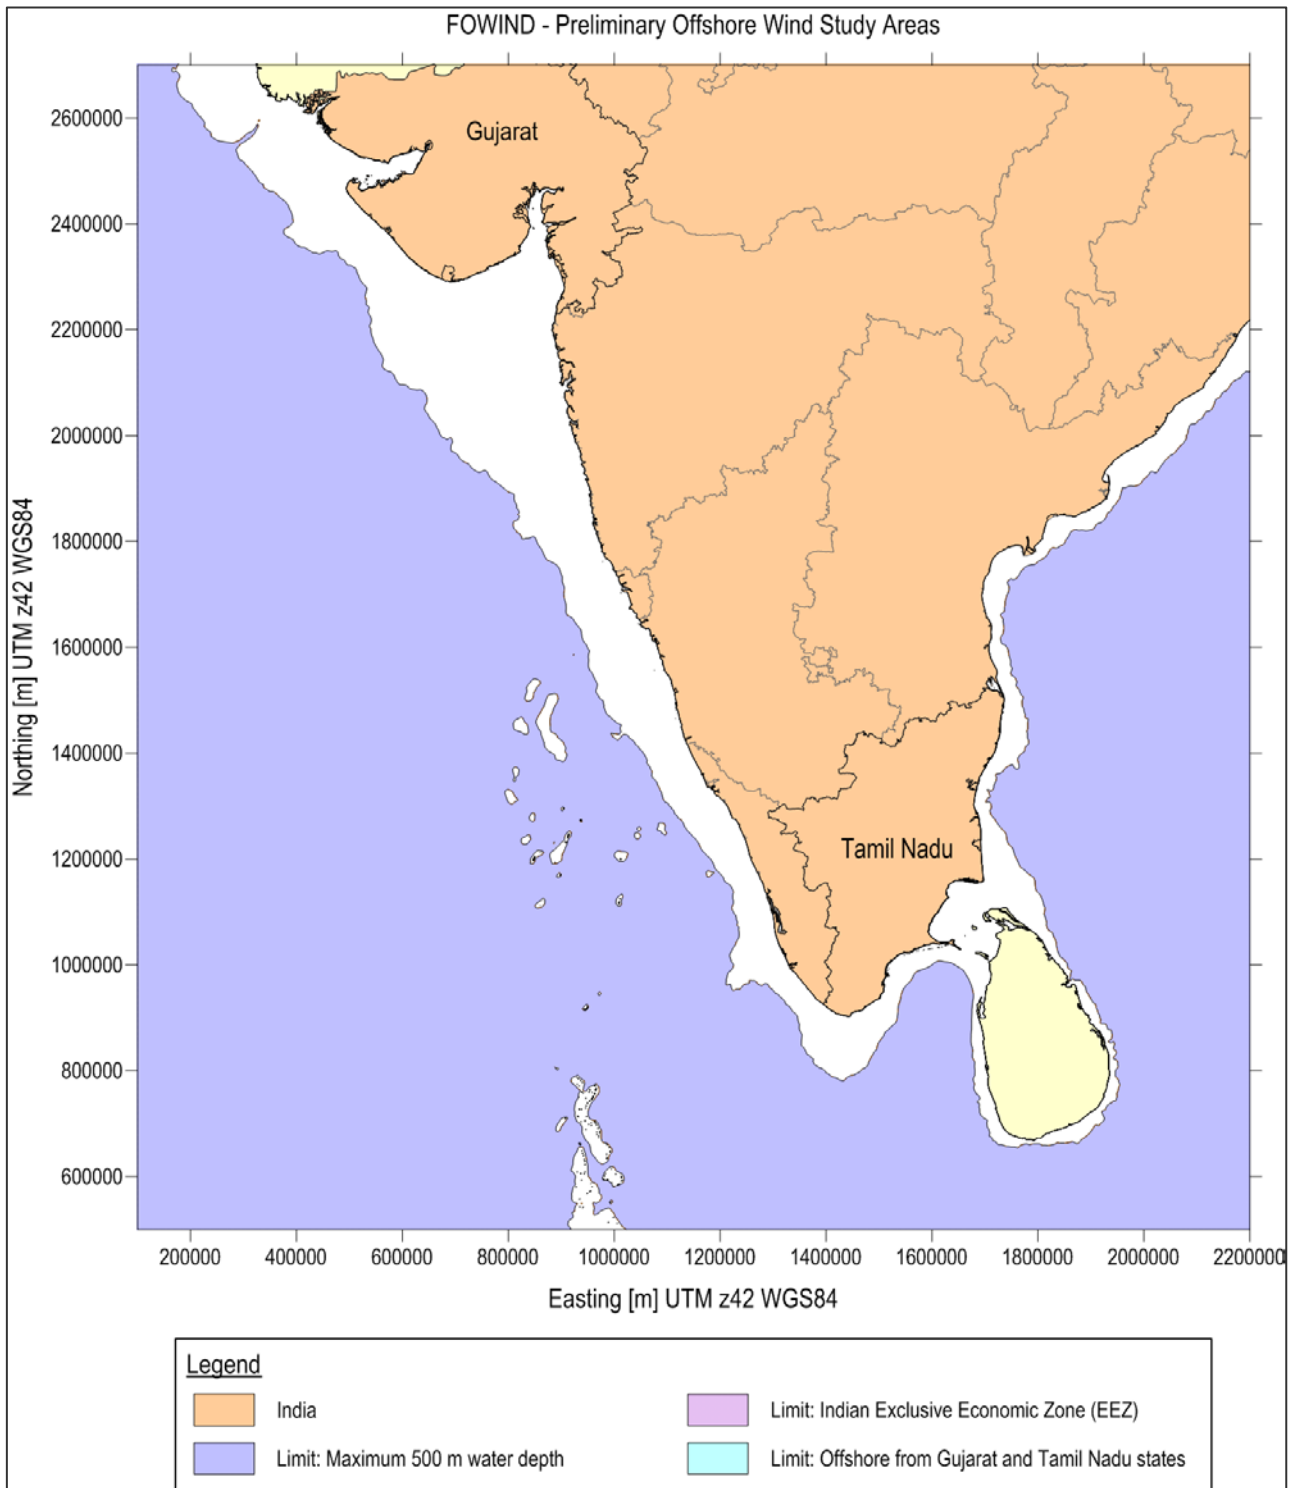 FOWIND - Preliminary Offshore Wind Study Areas
Gujarat
Tamil Nadu
Northing [m] UTM z42 WGS84
2600000
2400000
2200000
2000000
1800000
1600000
1400000
1200000
1000000
800000
600000
200000 400000 600000 800000 1000000 1200000 1400000 1600000 1800000 2000000 2200000
Easting [m] UTM z42 WGS84
Legend
India
Limit: Indian Exclusive Economic Zone (EEZ)
Limit: Maximum 500 m water depth
Limit: Offshore from Gujarat and Tamil Nadu states